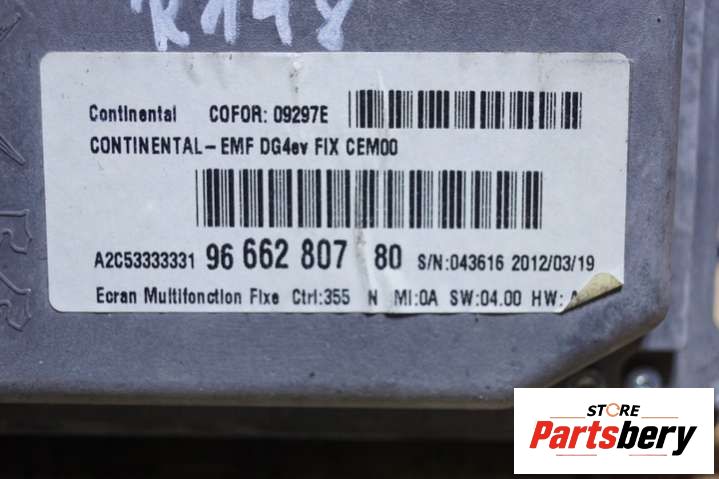 Continental COFOR: 09297E
CONTINENTAL-EMF DG4ev FIX CEM00
A2C53333331 96 662 807 80 S/N:043616 2012/03/19
Ecran Multifonction Fixe Ctrl:355 N MI:0A SW:04.00 HW:
STORE
Partsbery